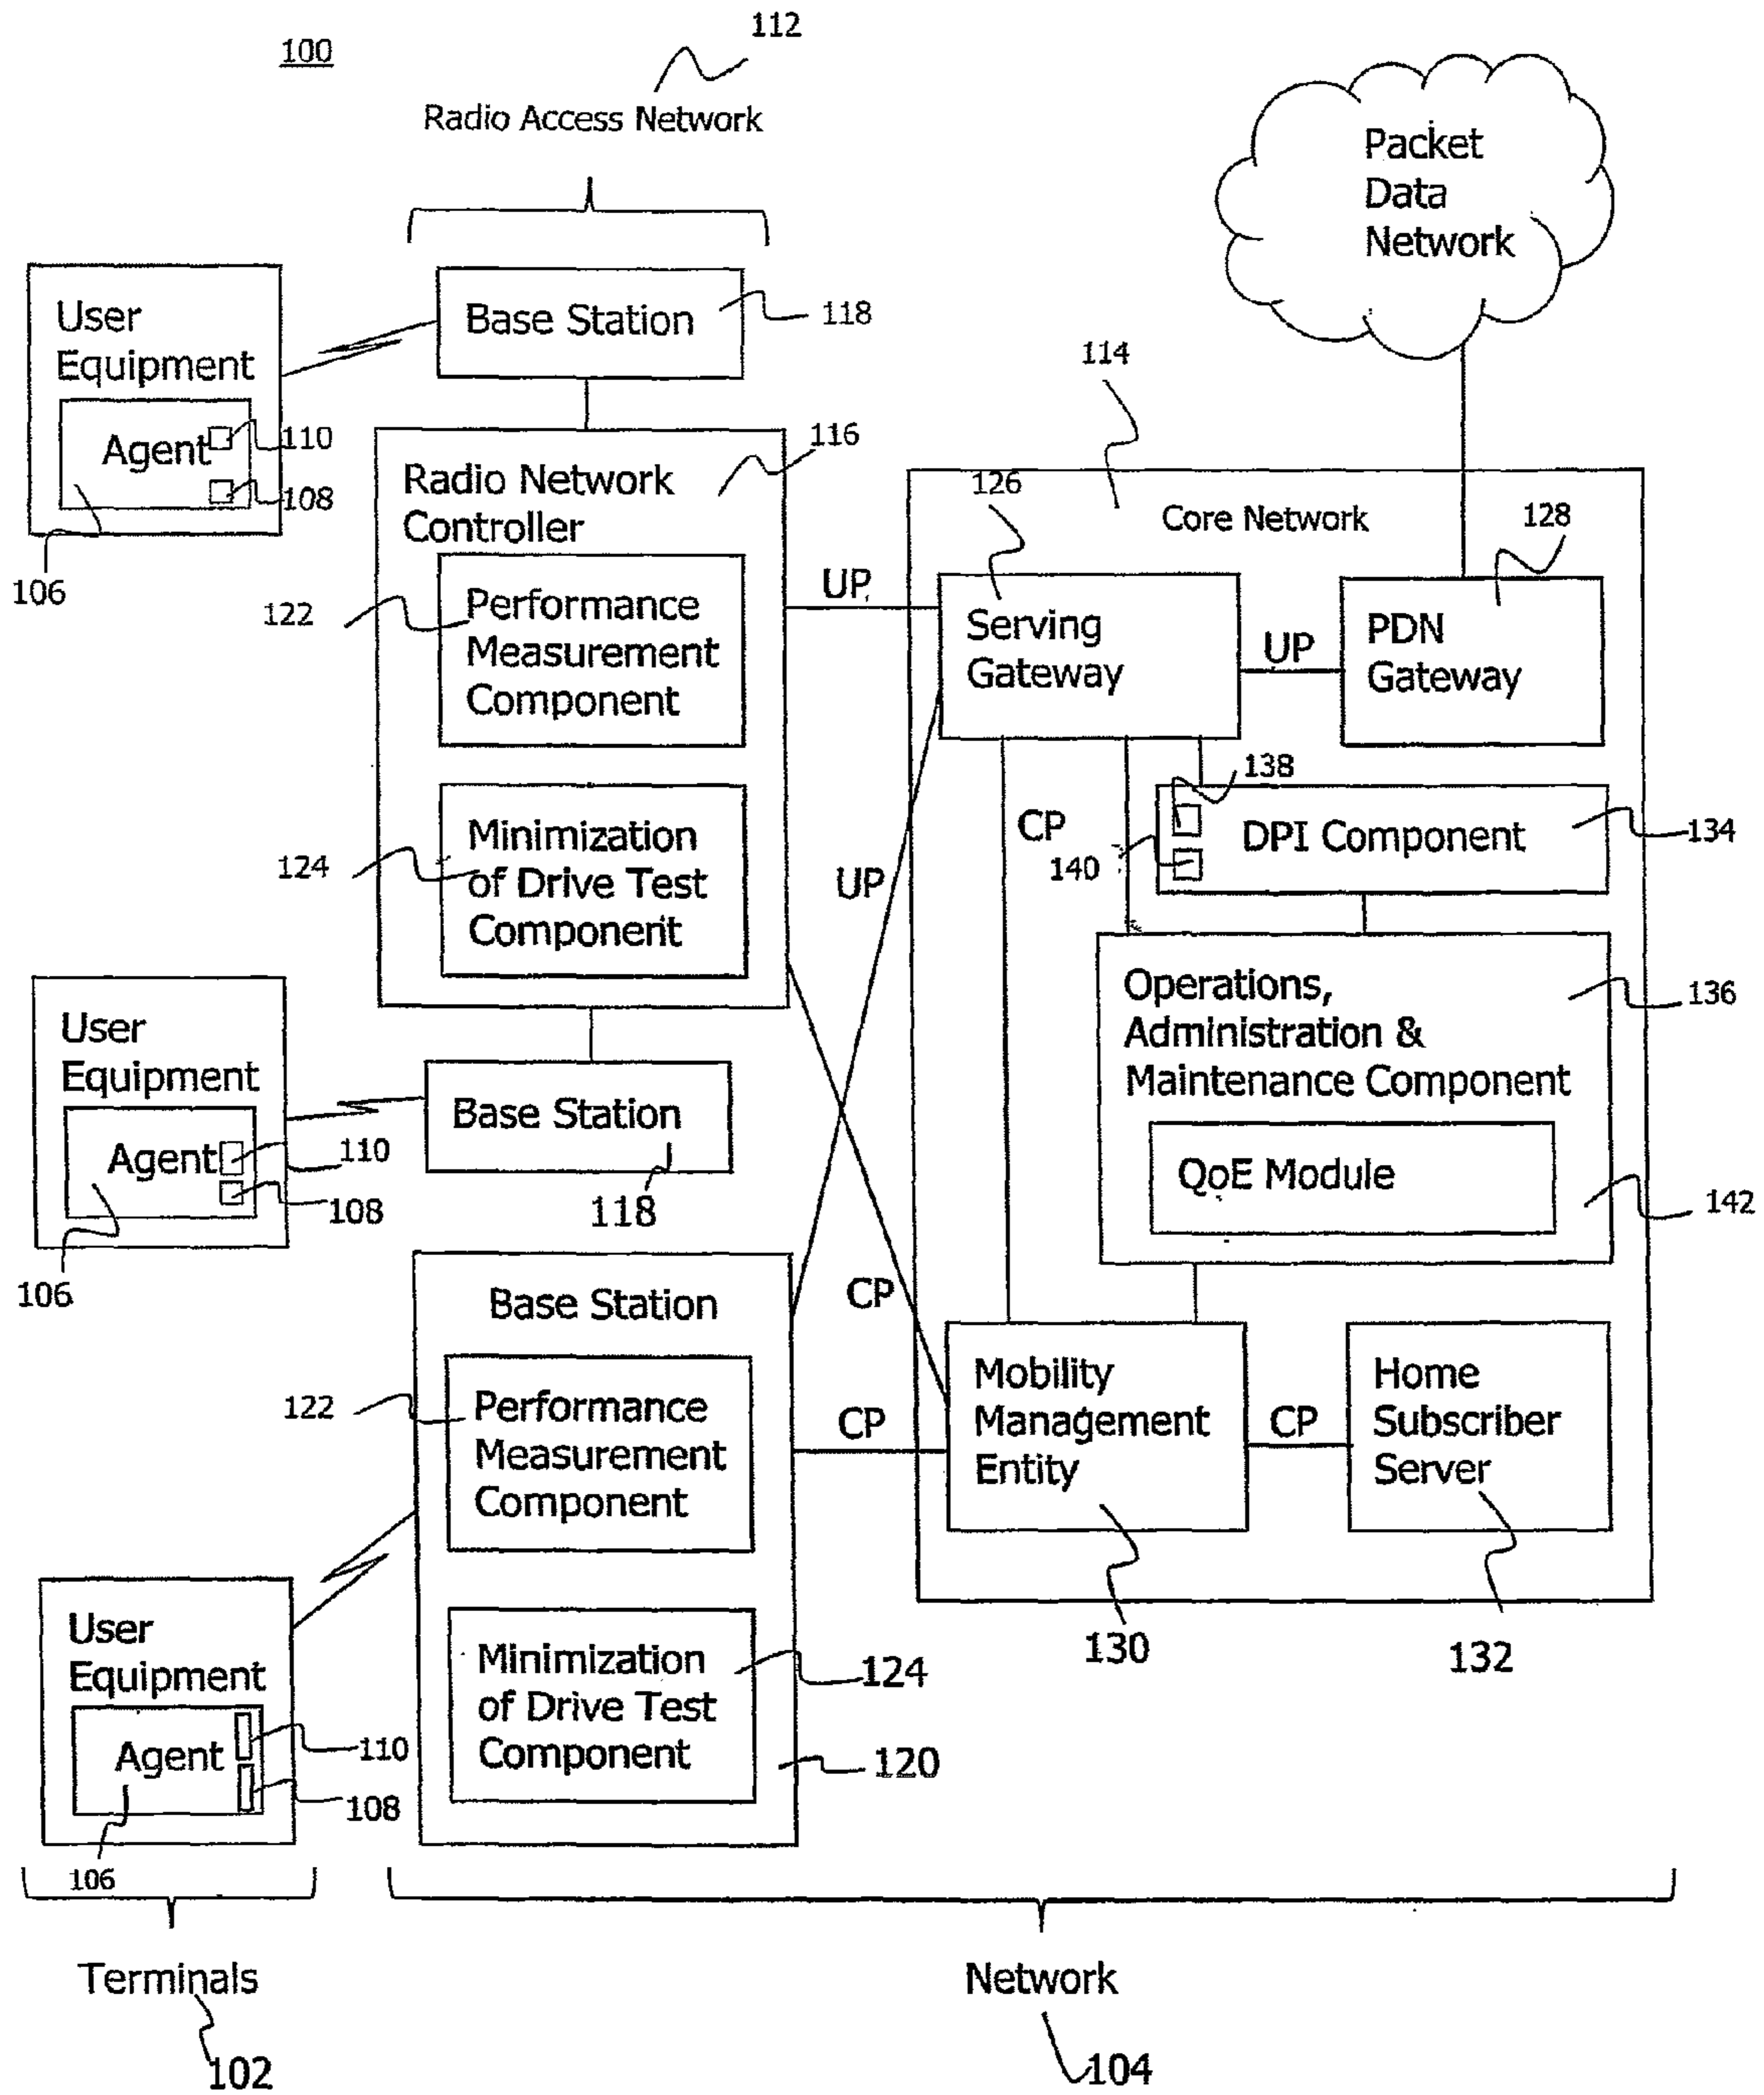 100
112
Radio Access Network
Packet
Data
Network
User
Equipment
Agent
110
108
106
Base Station
118
114
116
Radio Network
Controller
122
Performance
Measurement
Component
124
Minimization
of Drive Test
Component
UP
UP
CP
CP
126
Core Network
128
Serving
Gateway
UP
PDN
Gateway
138
CP
140
DPI Component
134
Operations,
Administration &
Maintenance Component
136
QoE Module
142
User
Equipment
Agent
110
108
106
Base Station
118
Base Station
122
Performance
Measurement
Component
Minimization
of Drive Test
Component
124
120
Mobility
Management
Entity
CP
Home
Subscriber
Server
130
132
User
Equipment
Agent
110
108
106
Terminals
102
Network
104